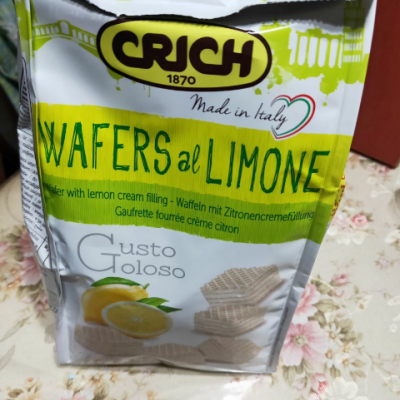 CRICH
1870
Made in Italy
WAFERS al LIMONE
Wafer with lemon cream filling - Waffeln mit Zitronencremefüllung
Gaufrette fourrée crème citron
Gusto
Goloso